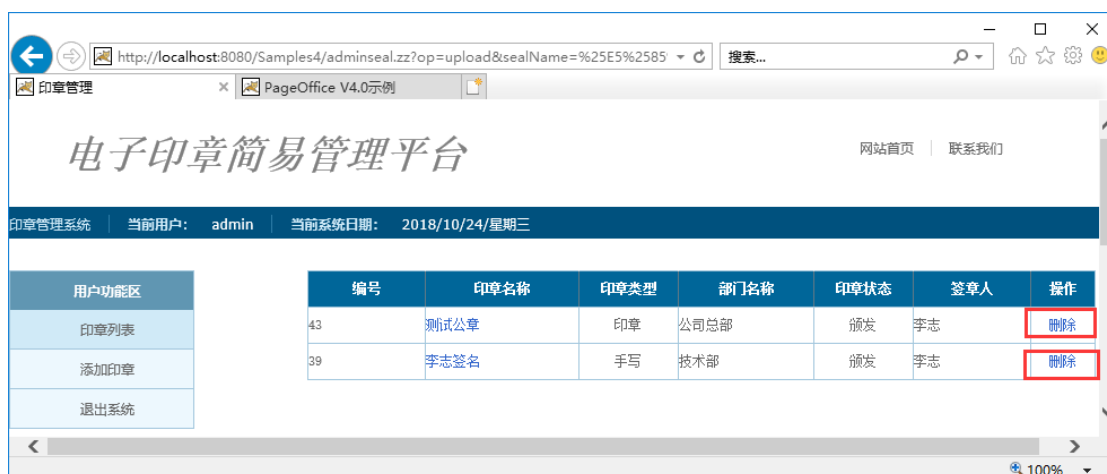 http://localhost:8080/Samples4/adminseal.zz?op=upload&sealName=%25E5%2585
搜索...
印章管理
PageOffice V4.0示例
电子印章简易管理平台
网站首页 联系我们
印章管理系统 当前用户: admin 当前系统日期: 2018/10/24/星期三
用户功能区
印章列表
添加印章
退出系统
编号 印章名称 印章类型 部门名称 印章状态 签章人 操作
43 测试公章 印章 公司总部 颁发 李志 删除
39 李志签名 手写 技术部 颁发 李志 删除
100%